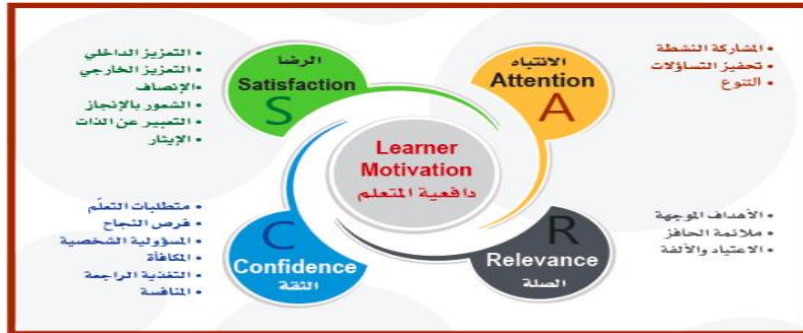 الانتباه
Attention
A
• المشاركة النشطة
• تحفيز التساؤلات
• التنوع
الرضا
Satisfaction
S
• التعزيز الداخلي
• التعزيز الخارجي
•الإنصاف
• الشعور بالإنجاز
• التعبير عن الذات
• الإيثار
Learner
Motivation
دافعية المتعلم
R
Relevance
الصلة
• الأهداف الموجهة
• ملائمة الحافز
• الاعتياد والألفة
C
Confidence
الثقة
• متطلبات التعلّم
• فرص النجاح
• المسؤولية الشخصية
• المكافأة
• التغذية الراجعة
• المنافسة